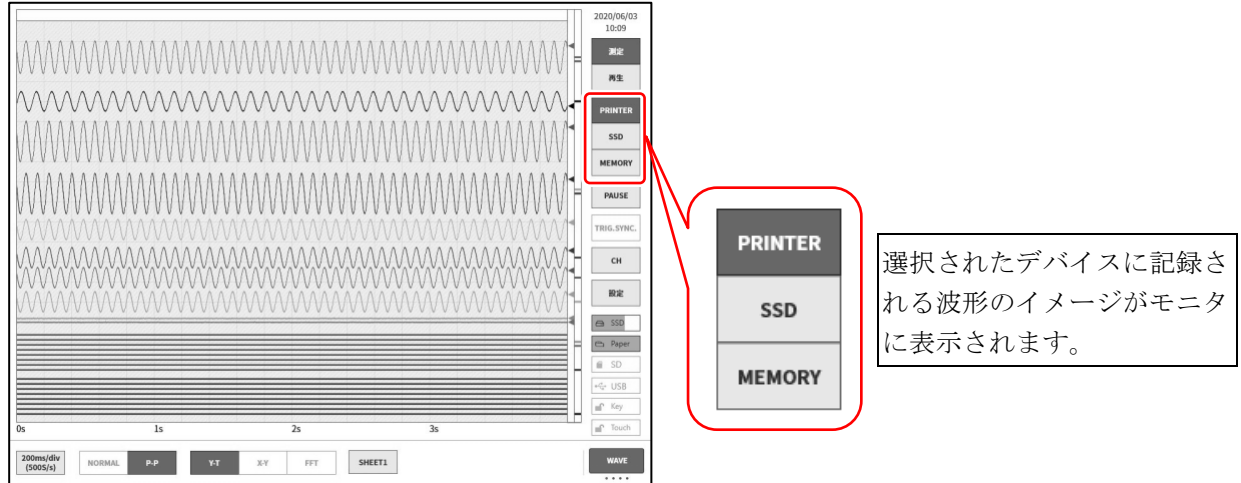 2020/06/03
10:09
測定
再生
PRINTER
SSD
MEMORY
PAUSE
TRIG.SYNC.
CH
設定
SSD
Paper
SD
USB
Key
Touch
0s 1s 2s 3s
200ms/div
(500S/s)
NORMAL P-P Y-T X-Y FFT SHEET1 WAVE
PRINTER
SSD
MEMORY
選択されたデバイスに記録さ
れる波形のイメージがモニタ
に表示されます。